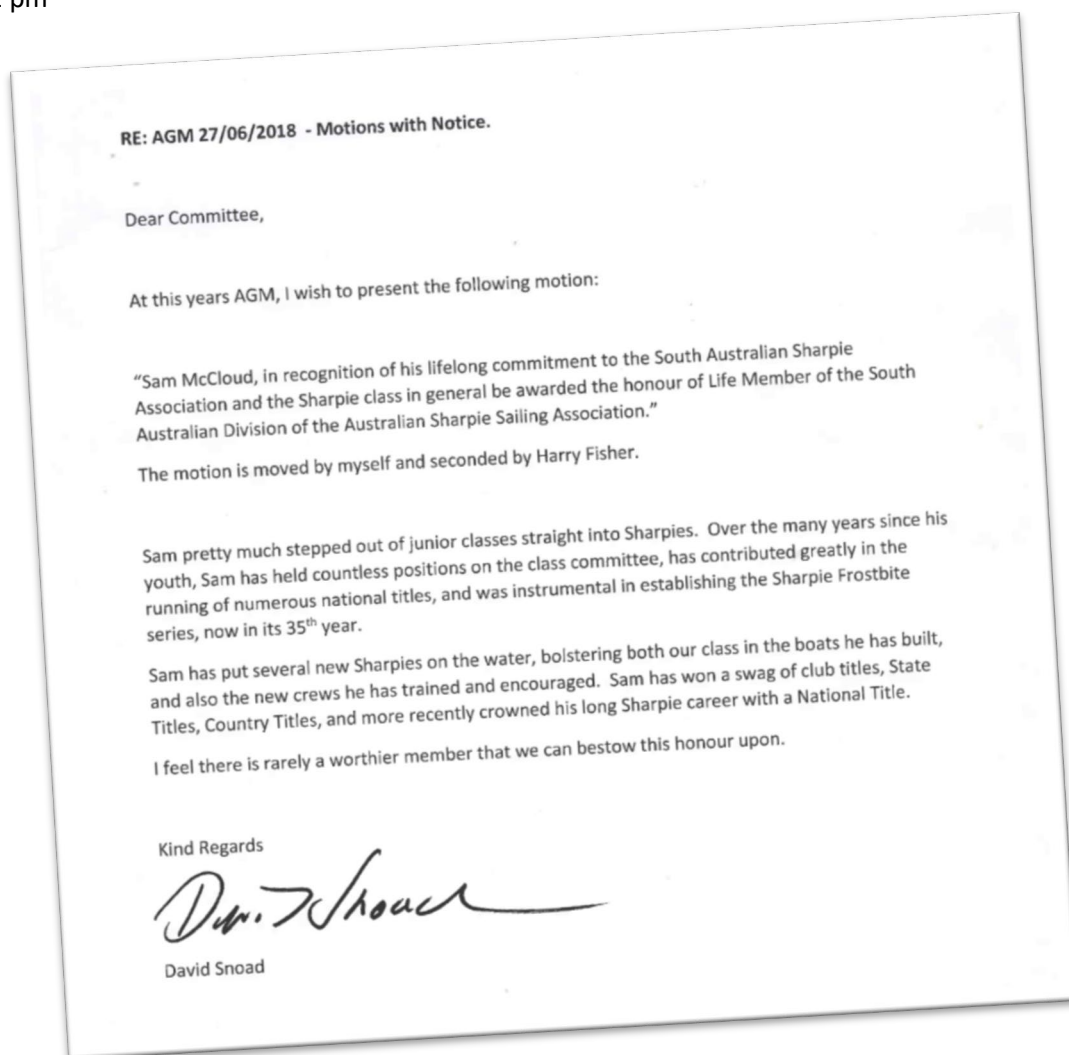 pm
RE: AGM 27/06/2018 - Motions with Notice.
Dear Committee,
At this years AGM, I wish to present the following motion:
“Sam McCloud, in recognition of his lifelong commitment to the South Australian Sharpie
Association and the Sharpie class in general be awarded the honour of Life Member of the South
Australian Division of the Australian Sharpie Sailing Association.”
The motion is moved by myself and seconded by Harry Fisher.
Sam pretty much stepped out of junior classes straight into Sharpies. Over the many years since his
youth, Sam has held countless positions on the class committee, has contributed greatly in the
running of numerous national titles, and was instrumental in establishing the Sharpie Frostbite
series, now in its 35th year.
Sam has put several new Sharpies on the water, bolstering both our class in the boats he has built,
and also the new crews he has trained and encouraged. Sam has won a swag of club titles, State
Titles, Country Titles, and more recently crowned his long Sharpie career with a National Title.
I feel there is rarely a worthier member that we can bestow this honour upon.
Kind Regards
David Snoad